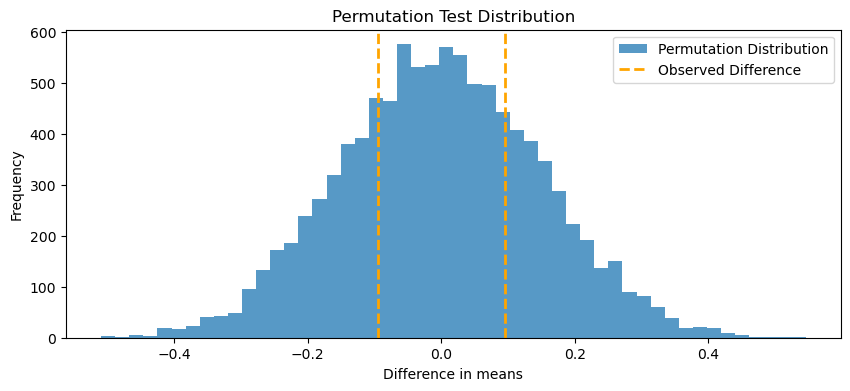 Permutation Test Distribution
Permutation Distribution
Observed Difference
Frequency
600
500
400
300
200
100
0
−0.4
−0.2
0.0
0.2
0.4
Difference in means